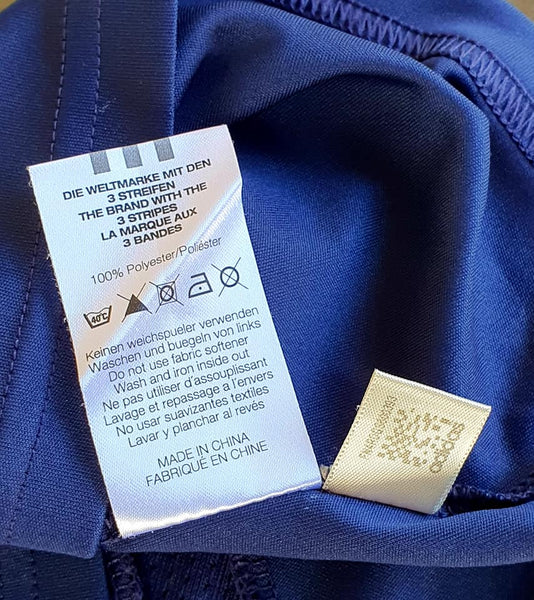 DIE WELTMARKE MIT DEN
3 STREIFEN
THE BRAND WITH THE
3 STRIPES
LA MARQUE AUX
3 BANDES
100% Polyester/Poliéster
40C
Keinen weichspueler verwenden
Waschen und buegeln von links
Do not use fabric softener
Wash and iron inside out
Ne pas utiliser d'assouplissant
Lavage et repassage a l'envers
No usar suavizantes textiles
Lavar y planchar al revés
MADE IN CHINA
FABRIQUÉ EN CHINE
adidas